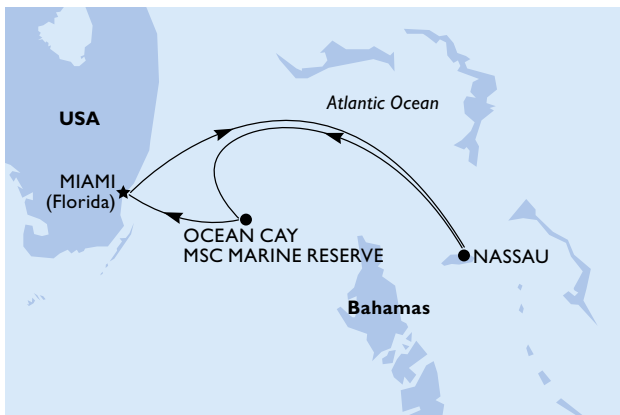 Atlantic Ocean
USA
MIAMI
(Florida)
OCEAN CAY
MSC MARINE RESERVE
NASSAU
Bahamas